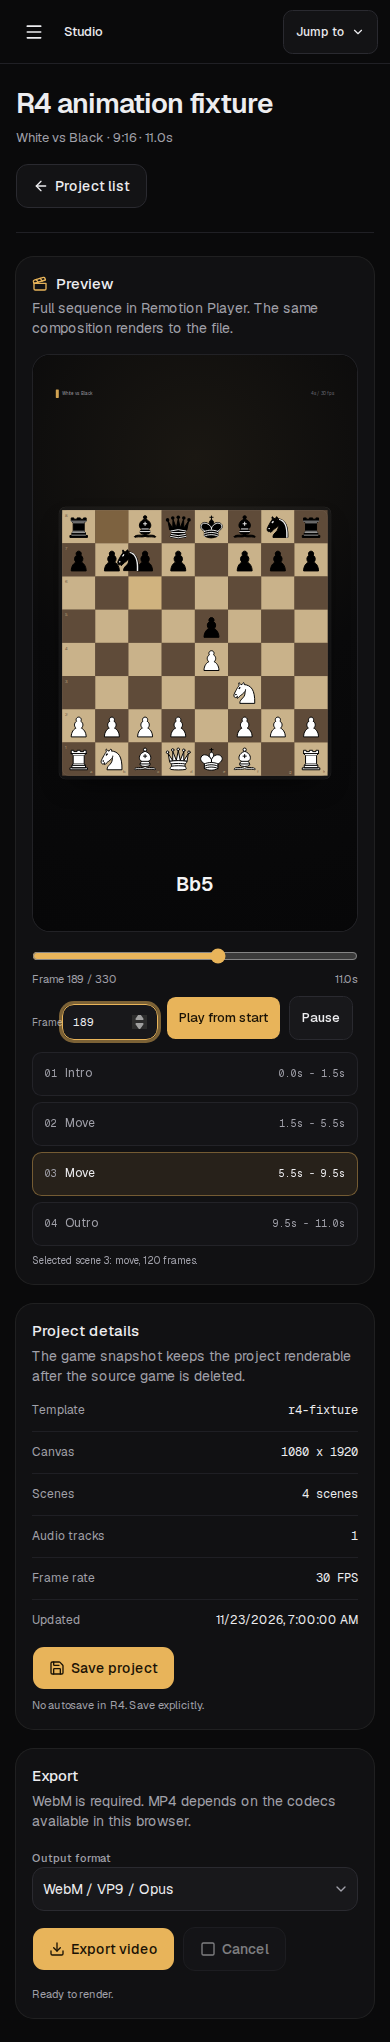 Studio
Jump to
R4 animation fixture
White vs Black · 9:16 · 11.0s
Project list
Preview
Full sequence in Remotion Player. The same
composition renders to the file.
White vs Black
Bb5
Frame 189 / 330
11.0s
Frame
189
Play from start
Pause
01 Intro
0.0s - 1.5s
02 Move
1.5s - 5.5s
03 Move
5.5s - 9.5s
04 Outro
9.5s - 11.0s
Selected scene 3: move, 120 frames.
Project details
The game snapshot keeps the project renderable
after the source game is deleted.
Template
r4-fixture
Canvas
1080 x 1920
Scenes
4 scenes
Audio tracks
1
Frame rate
30 FPS
Updated
11/23/2026, 7:00:00 AM
Save project
No autosave in R4. Save explicitly.
Export
WebM is required. MP4 depends on the codecs
available in this browser.
Output format
WebM / VP9 / Opus
Export video
Cancel
Ready to render.